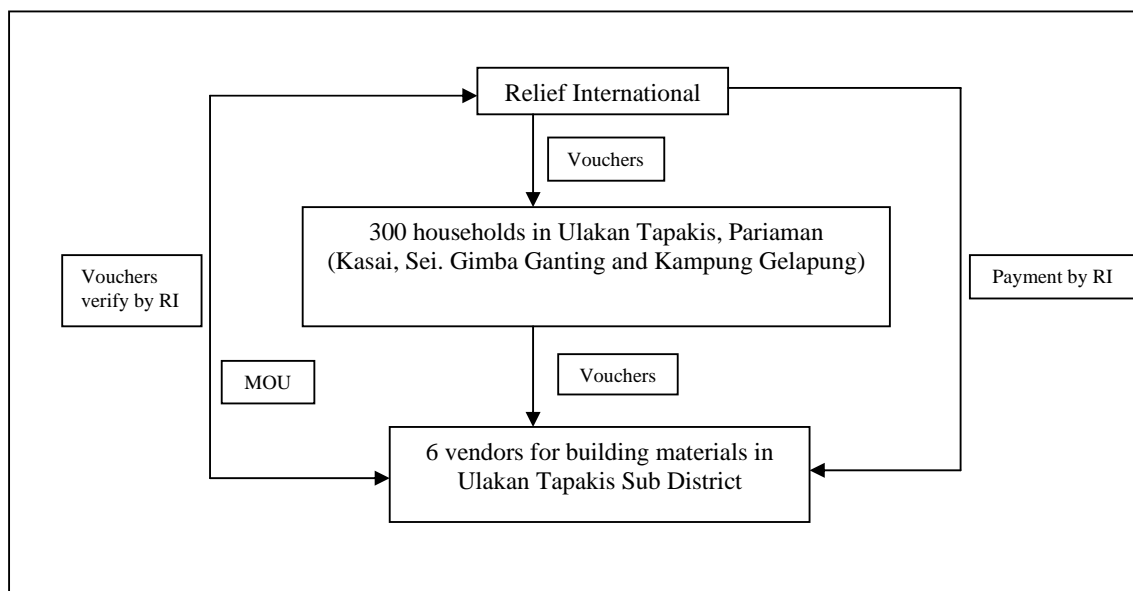 Relief International
Vouchers
300 households in Ulakan Tapakis, Pariaman
(Kasai, Sei. Gimba Ganting and Kampung Gelapung)
Vouchers
verify by RI
Payment by RI
MOU
Vouchers
6 vendors for building materials in
Ulakan Tapakis Sub District